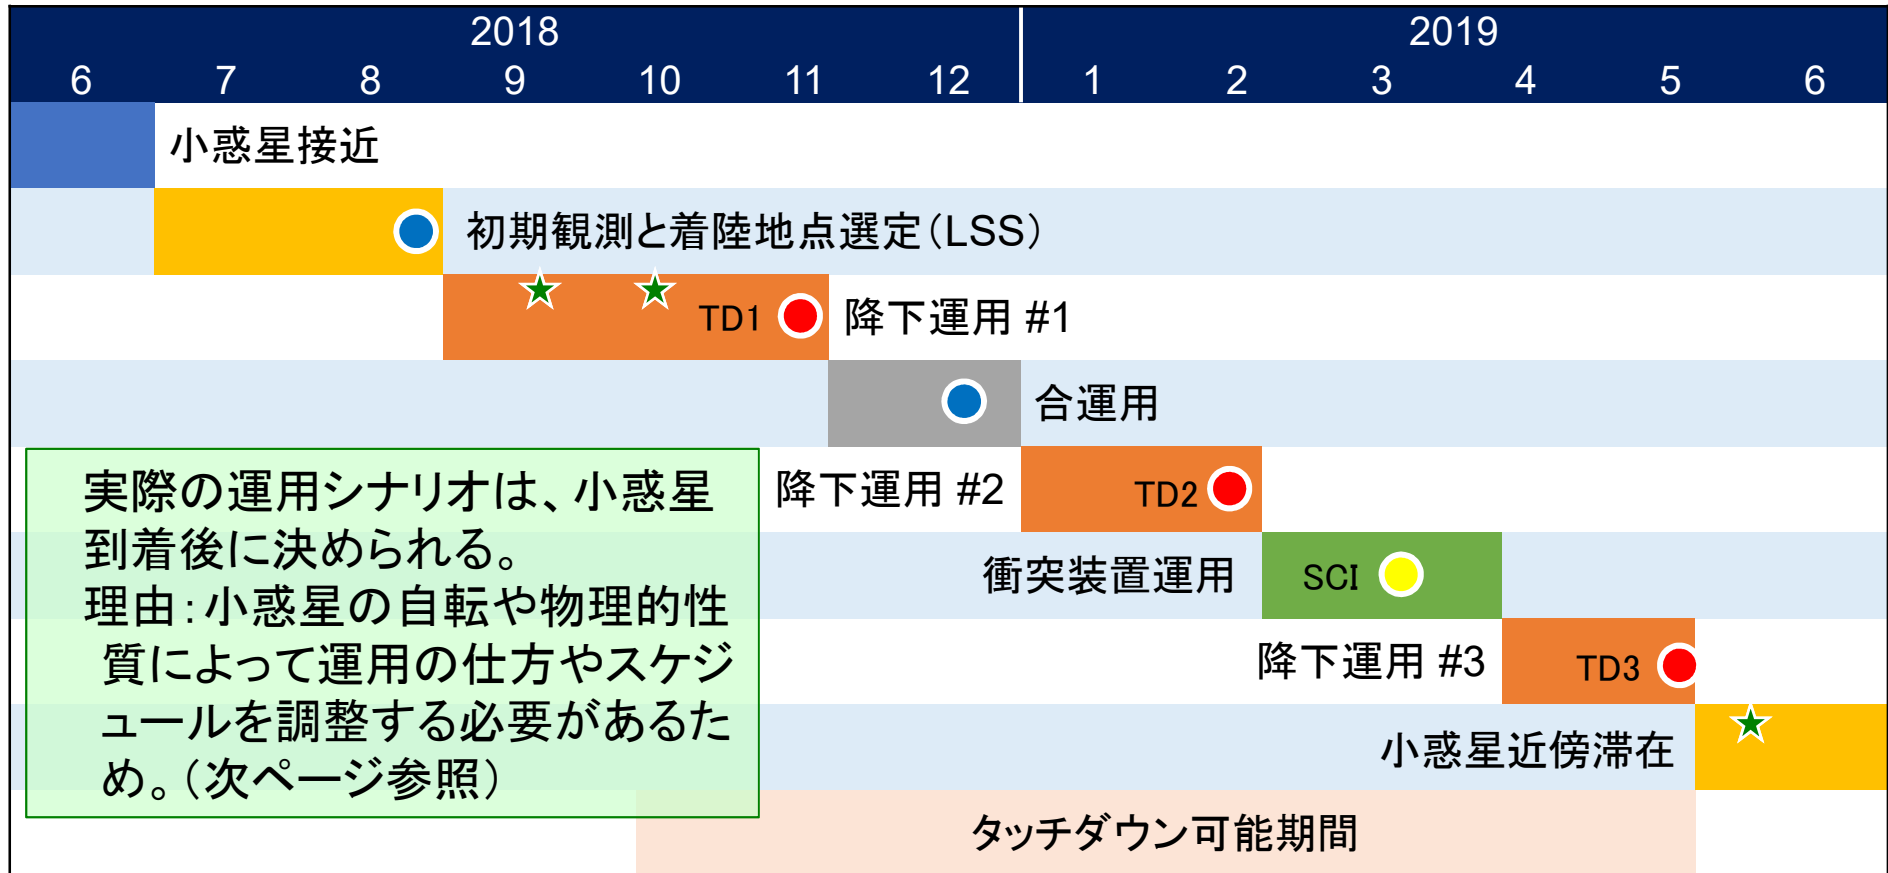 2018 2019
6 7 8 9 10 11 12 1 2 3 4 5 6
小惑星接近
初期観測と着陸地点選定（LSS）
TD1 降下運用 #1
合運用
降下運用 #2 TD2
衝突装置運用 SCI
降下運用 #3 TD3
小惑星近傍滞在
タッチダウン可能期間
実際の運用シナリオは、小惑星
到着後に決められる。
理由：小惑星の自転や物理的性
質によって運用の仕方やスケジ
ュールを調整する必要があるた
め。（次ページ参照）